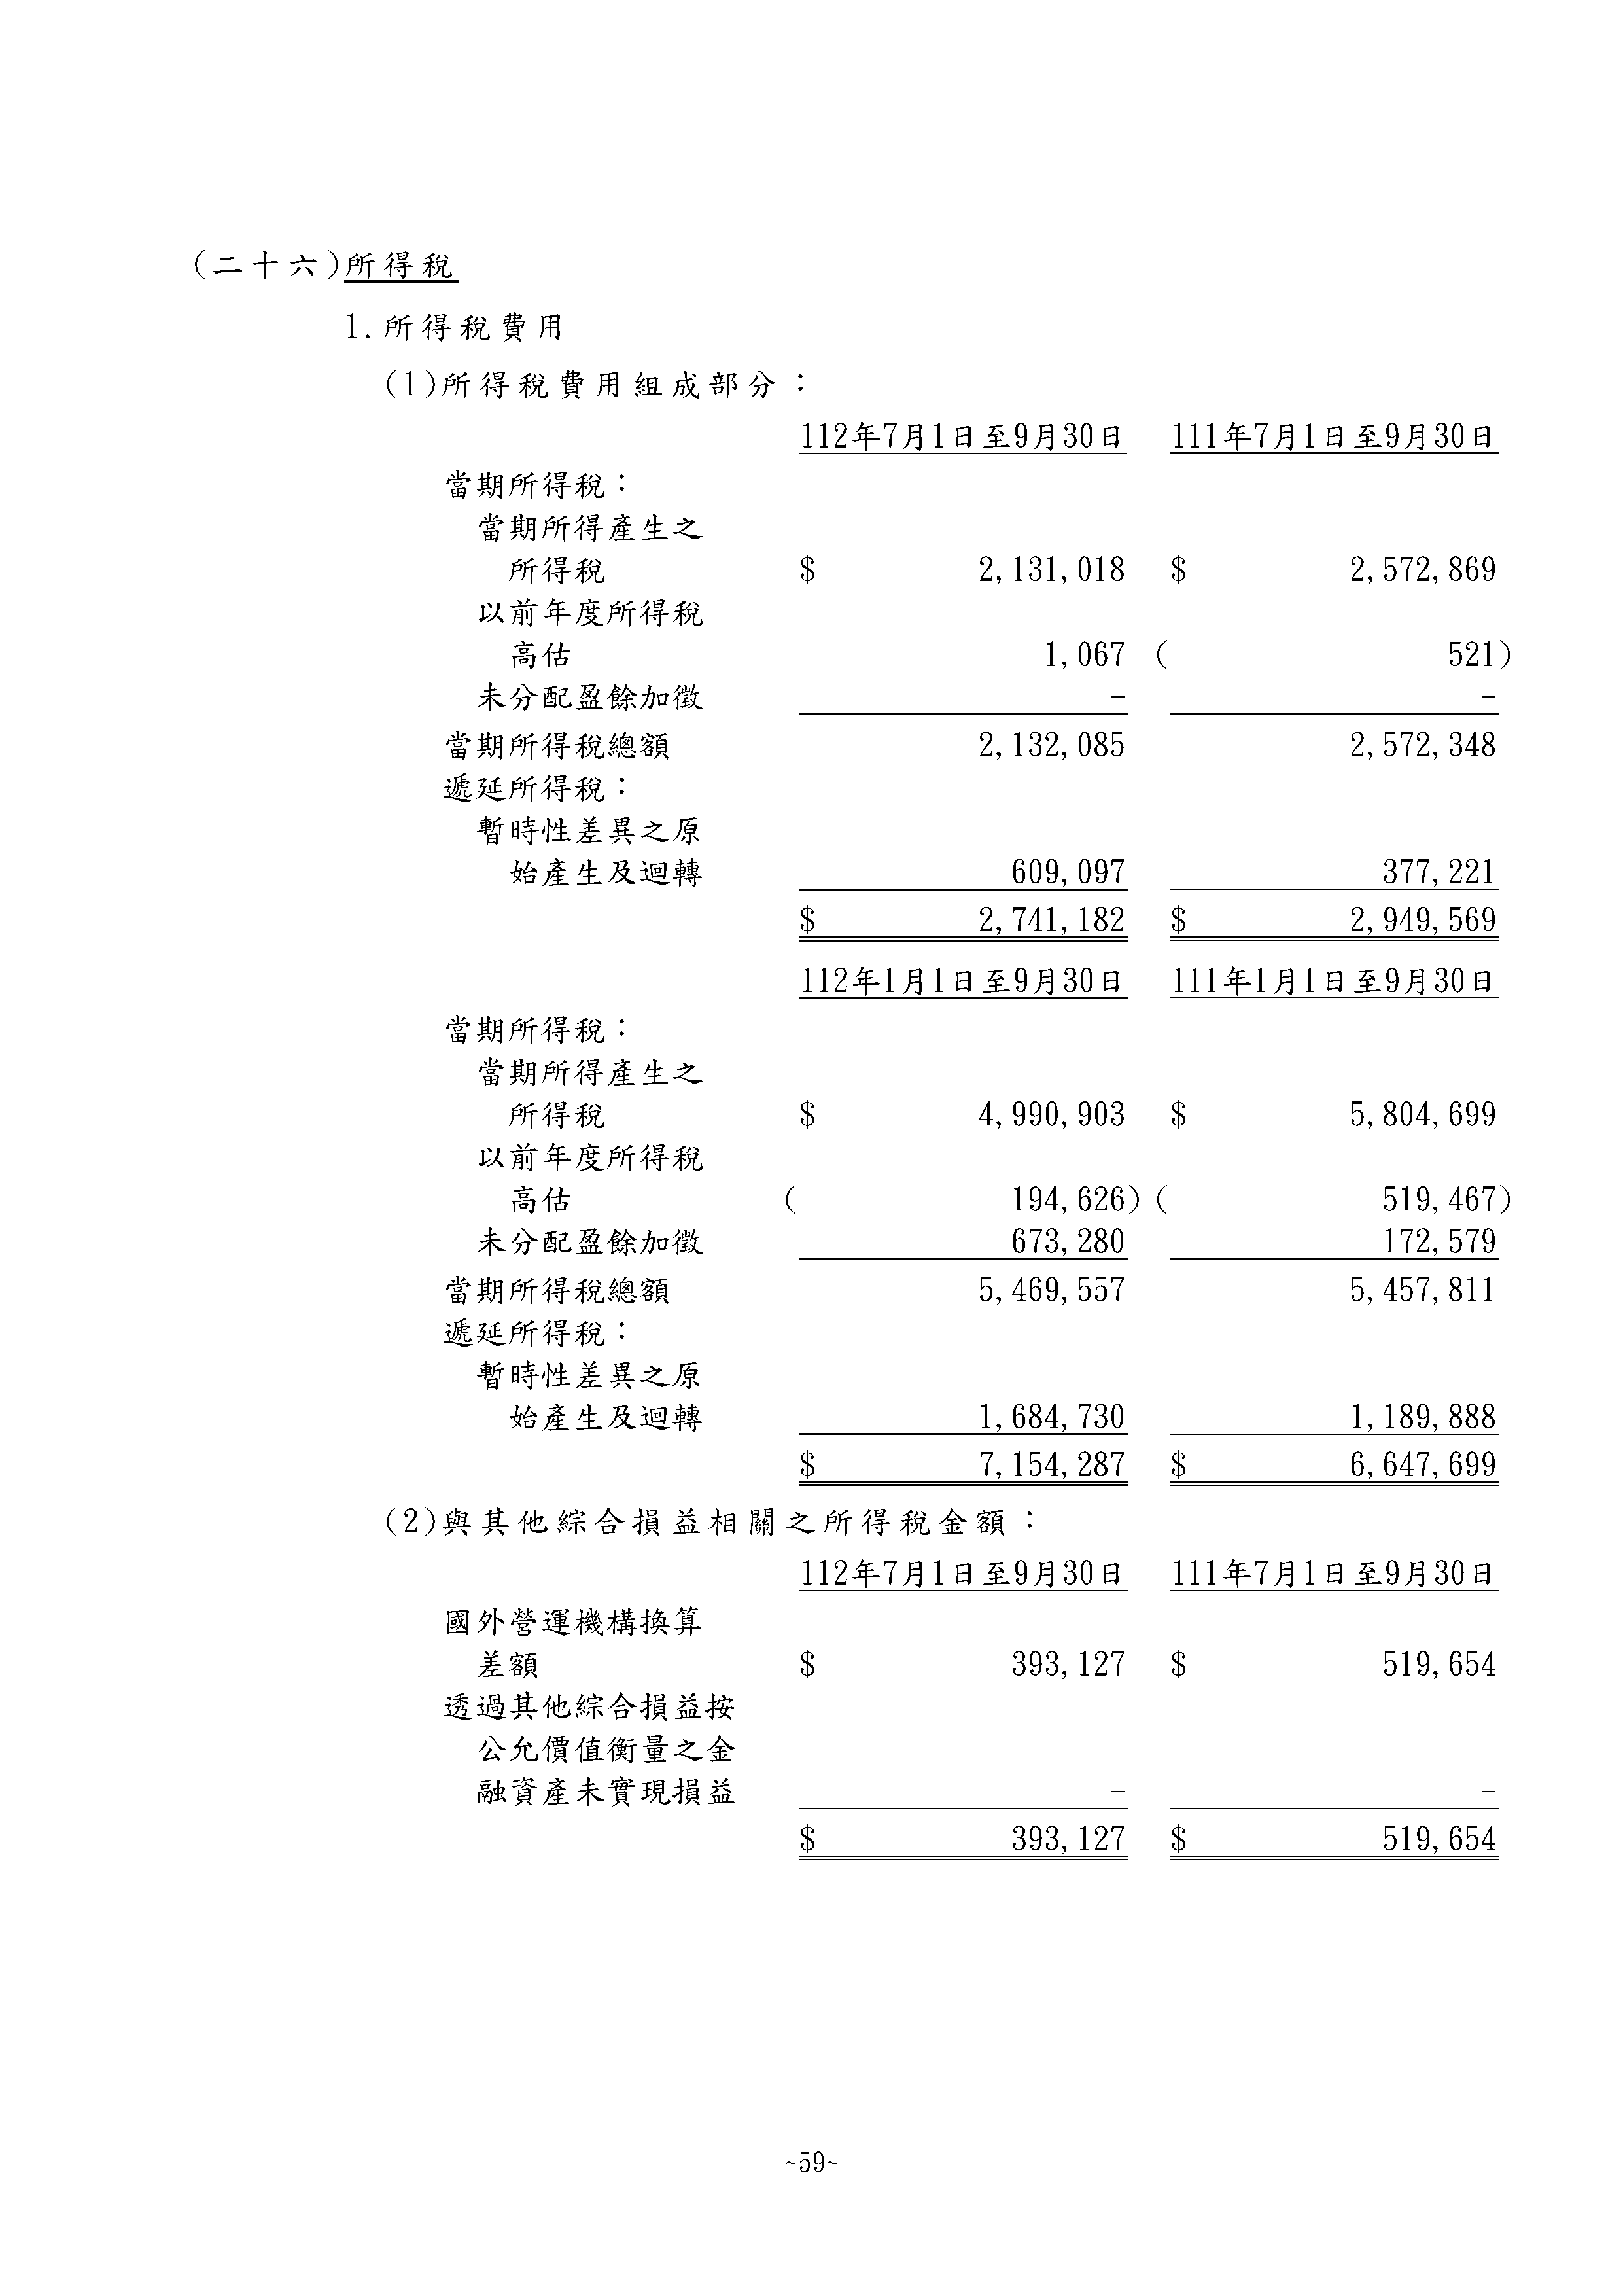 (二十六)所得稅
1.所得稅費用
(1)所得稅費用組成部分：
112年7月1日至9月30日 111年7月1日至9月30日
當期所得稅：
當期所得產生之
所得稅 $ 2,131,018 $ 2,572,869
以前年度所得稅
高估 1,067 ( 521)
未分配盈餘加徵 - -
當期所得稅總額 2,132,085 2,572,348
遞延所得稅：
暫時性差異之原
始產生及迴轉 609,097 377,221
$ 2,741,182 $ 2,949,569
112年1月1日至9月30日 111年1月1日至9月30日
當期所得稅：
當期所得產生之
所得稅 $ 4,990,903 $ 5,804,699
以前年度所得稅
高估 ( 194,626) ( 519,467)
未分配盈餘加徵 673,280 172,579
當期所得稅總額 5,469,557 5,457,811
遞延所得稅：
暫時性差異之原
始產生及迴轉 1,684,730 1,189,888
$ 7,154,287 $ 6,647,699
(2)與其他綜合損益相關之所得稅金額：
112年7月1日至9月30日 111年7月1日至9月30日
國外營運機構換算
差額 $ 393,127 $ 519,654
透過其他綜合損益按
公允價值衡量之金
融資產未實現損益 - -
$ 393,127 $ 519,654
~59~